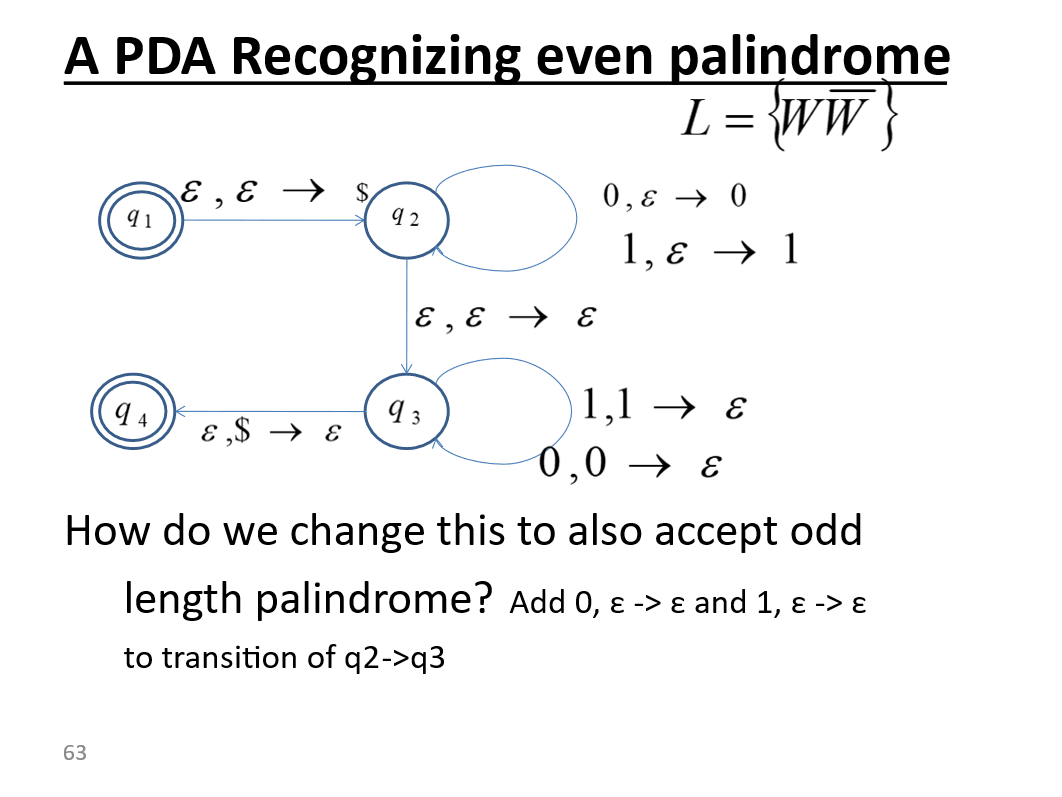 A PDA Recognizing even palindrome
L = {WW̿}
q1
ε , ε → $
q2
0 , ε → 0
1 , ε → 1
ε , ε → ε
q4
ε ,$ → ε
q3
1,1 → ε
0 ,0 → ε
How do we change this to also accept odd
length palindrome? Add 0, ε -> ε and 1, ε -> ε
to transition of q2->q3
63